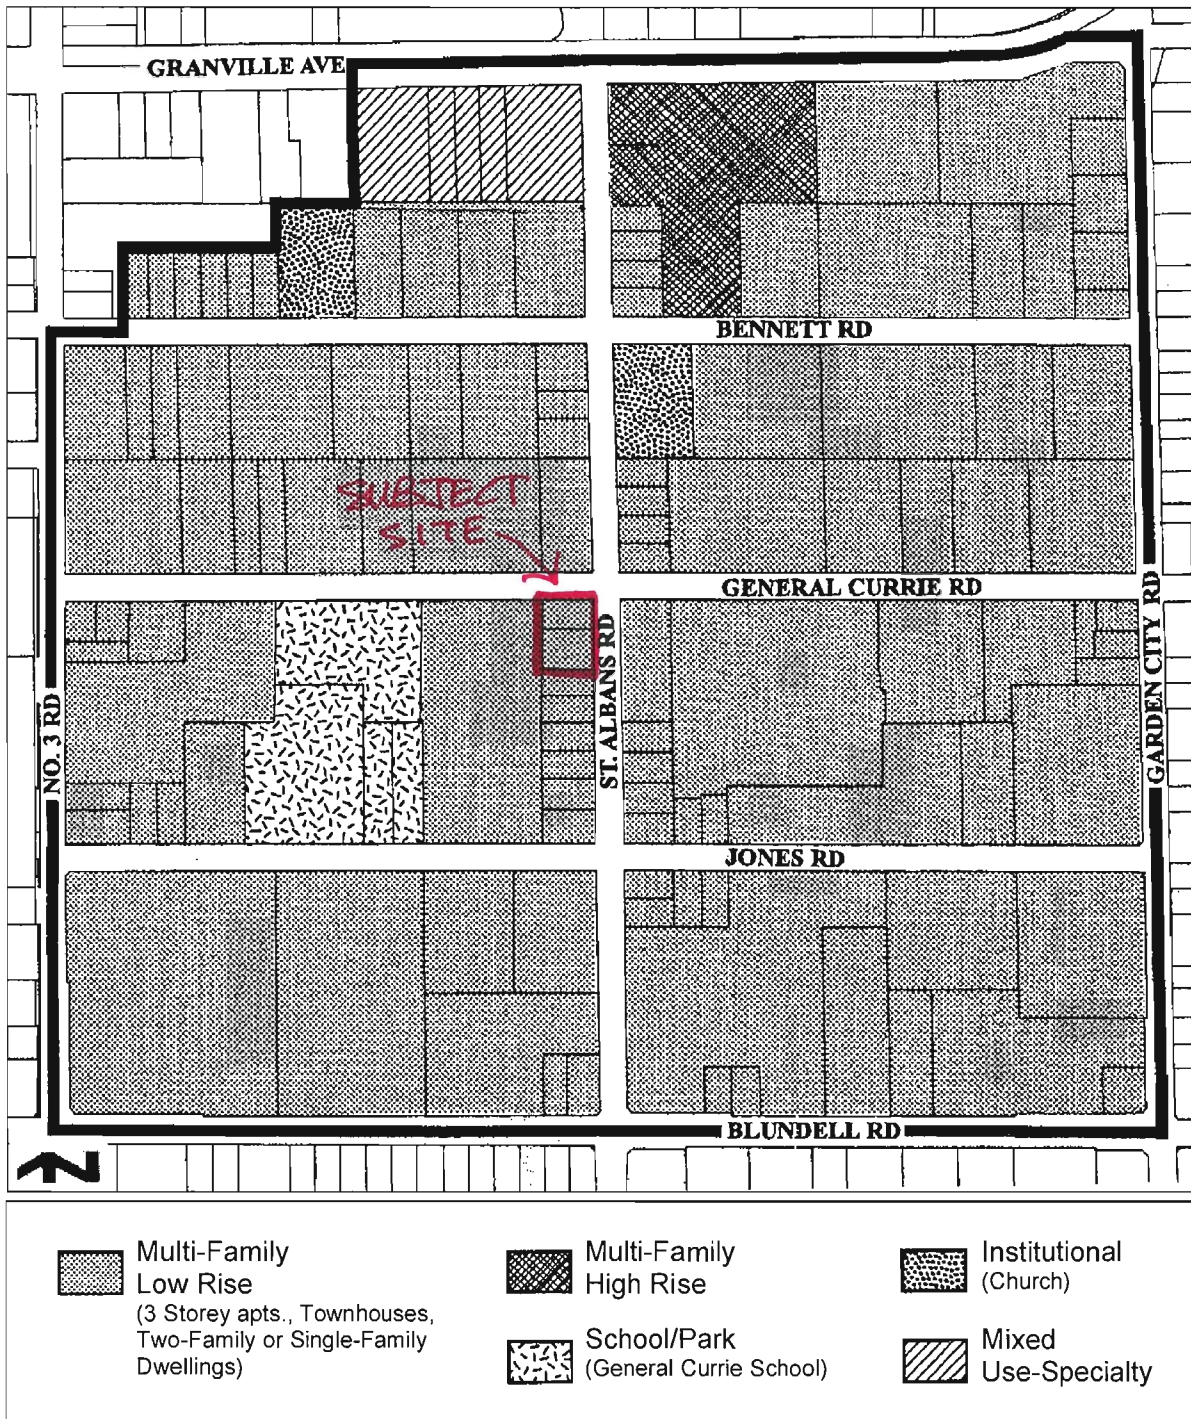 GRANVILLE AVE
BENNETT RD
SUBJECT
SITE
GENERAL CURRIE RD
ST. ALBANS RD
NO. 3 RD
GARDEN CITY RD
JONES RD
BLUNDELL RD
Multi-Family
Low Rise
(3 Storey apts., Townhouses,
Two-Family or Single-Family
Dwellings)
Multi-Family
High Rise
School/Park
(General Currie School)
Institutional
(Church)
Mixed
Use-Specialty